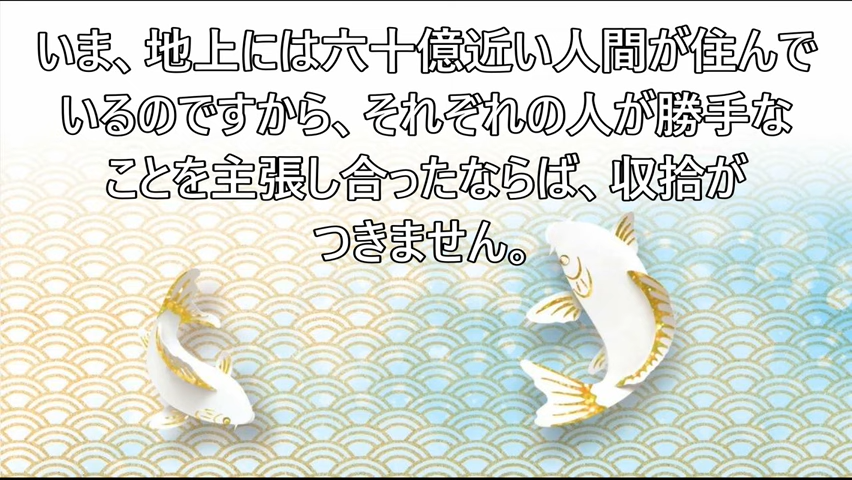 いま、地上には六十億近い人間が住んで
いるのですから、それぞれの人が勝手な
ことを主張し合ったならば、収拾が
つきません。